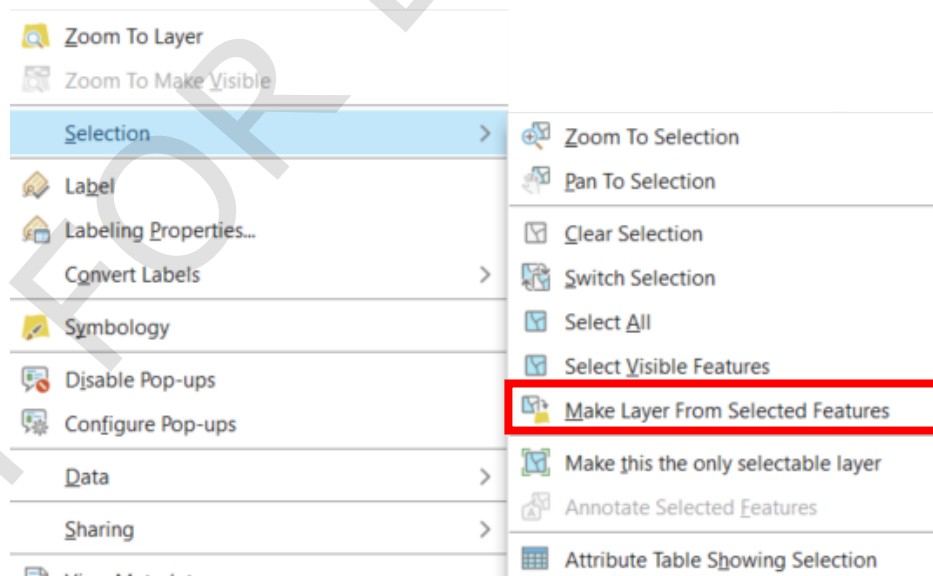 Zoom To Layer
Zoom To Make Visible
Selection
Label
Labeling Properties...
Convert Labels
Symbology
Disable Pop-ups
Configure Pop-ups
Data
Sharing
Zoom To Selection
Pan To Selection
Clear Selection
Switch Selection
Select All
Select Visible Features
Make Layer From Selected Features
Make this the only selectable layer
Annotate Selected Features
Attribute Table Showing Selection
FOR